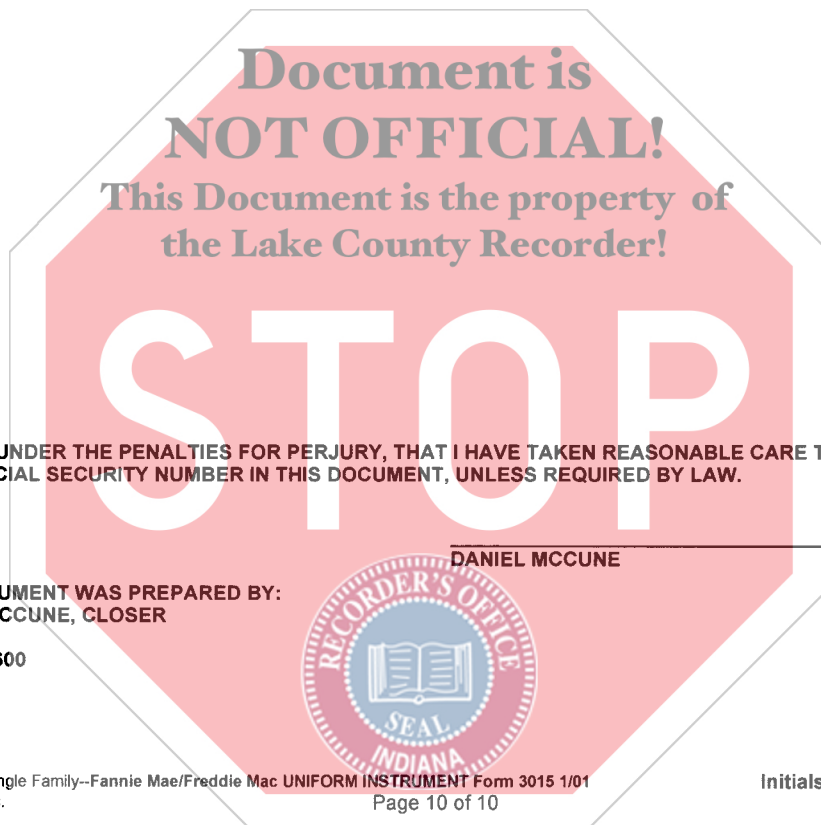 Document is
NOT OFFICIAL!
This Document is the property of
the Lake County Recorder!
STOP
UNDER THE PENALTIES FOR PERJURY, THAT I HAVE TAKEN REASONABLE CARE T
CIAL SECURITY NUMBER IN THIS DOCUMENT, UNLESS REQUIRED BY LAW.
DANIEL MCCUNE
UMENT WAS PREPARED BY:
CCUNE, CLOSER
600
RECORDER'S OFFICE
SEAL
INDIANA
ngle Family--Fannie Mae/Freddie Mac UNIFORM INSTRUMENT Form 3015 1/01
Initials
Page 10 of 10